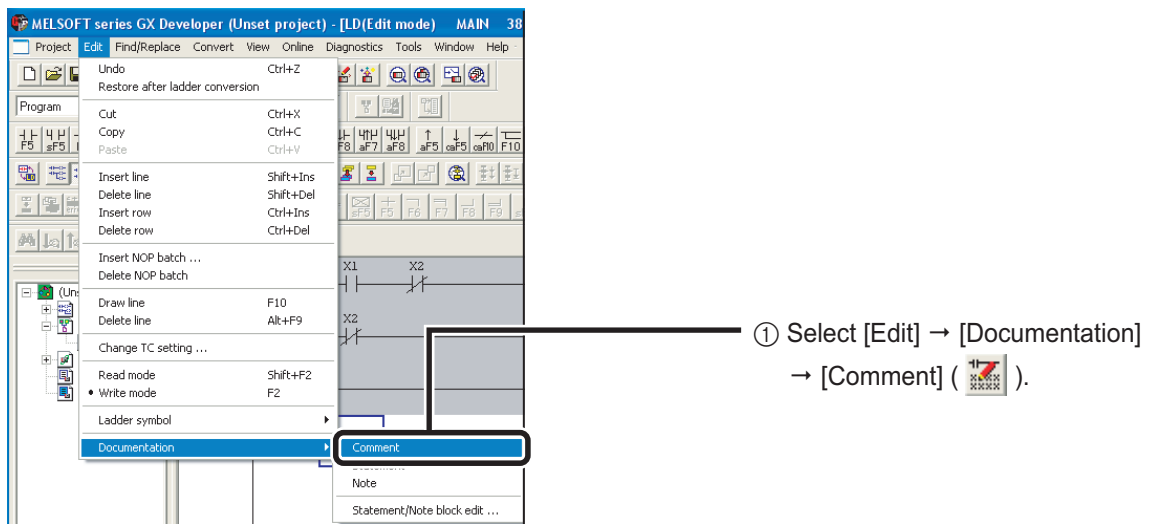 MELSOFT series GX Developer (Unset project) - [LD(Edit mode) MAIN 38
Project Edit Find/Replace Convert View Online Diagnostics Tools Window Help
Program
F5 sF5 F8 aF7 aF8 aF5 caF5 caF10 F10
sF5 F5 F6 F7 F8 F9
Undo Ctrl+Z
Restore after ladder conversion
Cut Ctrl+X
Copy Ctrl+C
Paste Ctrl+V
Insert line Shift+Ins
Delete line Shift+Del
Insert row Ctrl+Ins
Delete row Ctrl+Del
Insert NOP batch ...
Delete NOP batch
Draw line F10
Delete line Alt+F9
Change TC setting ...
Read mode Shift+F2
• Write mode F2
Ladder symbol
Documentation
Comment
Note
Statement/Note block edit ...
X1 X2
X2
(Uns
① Select [Edit] → [Documentation]
→ [Comment] ( ).